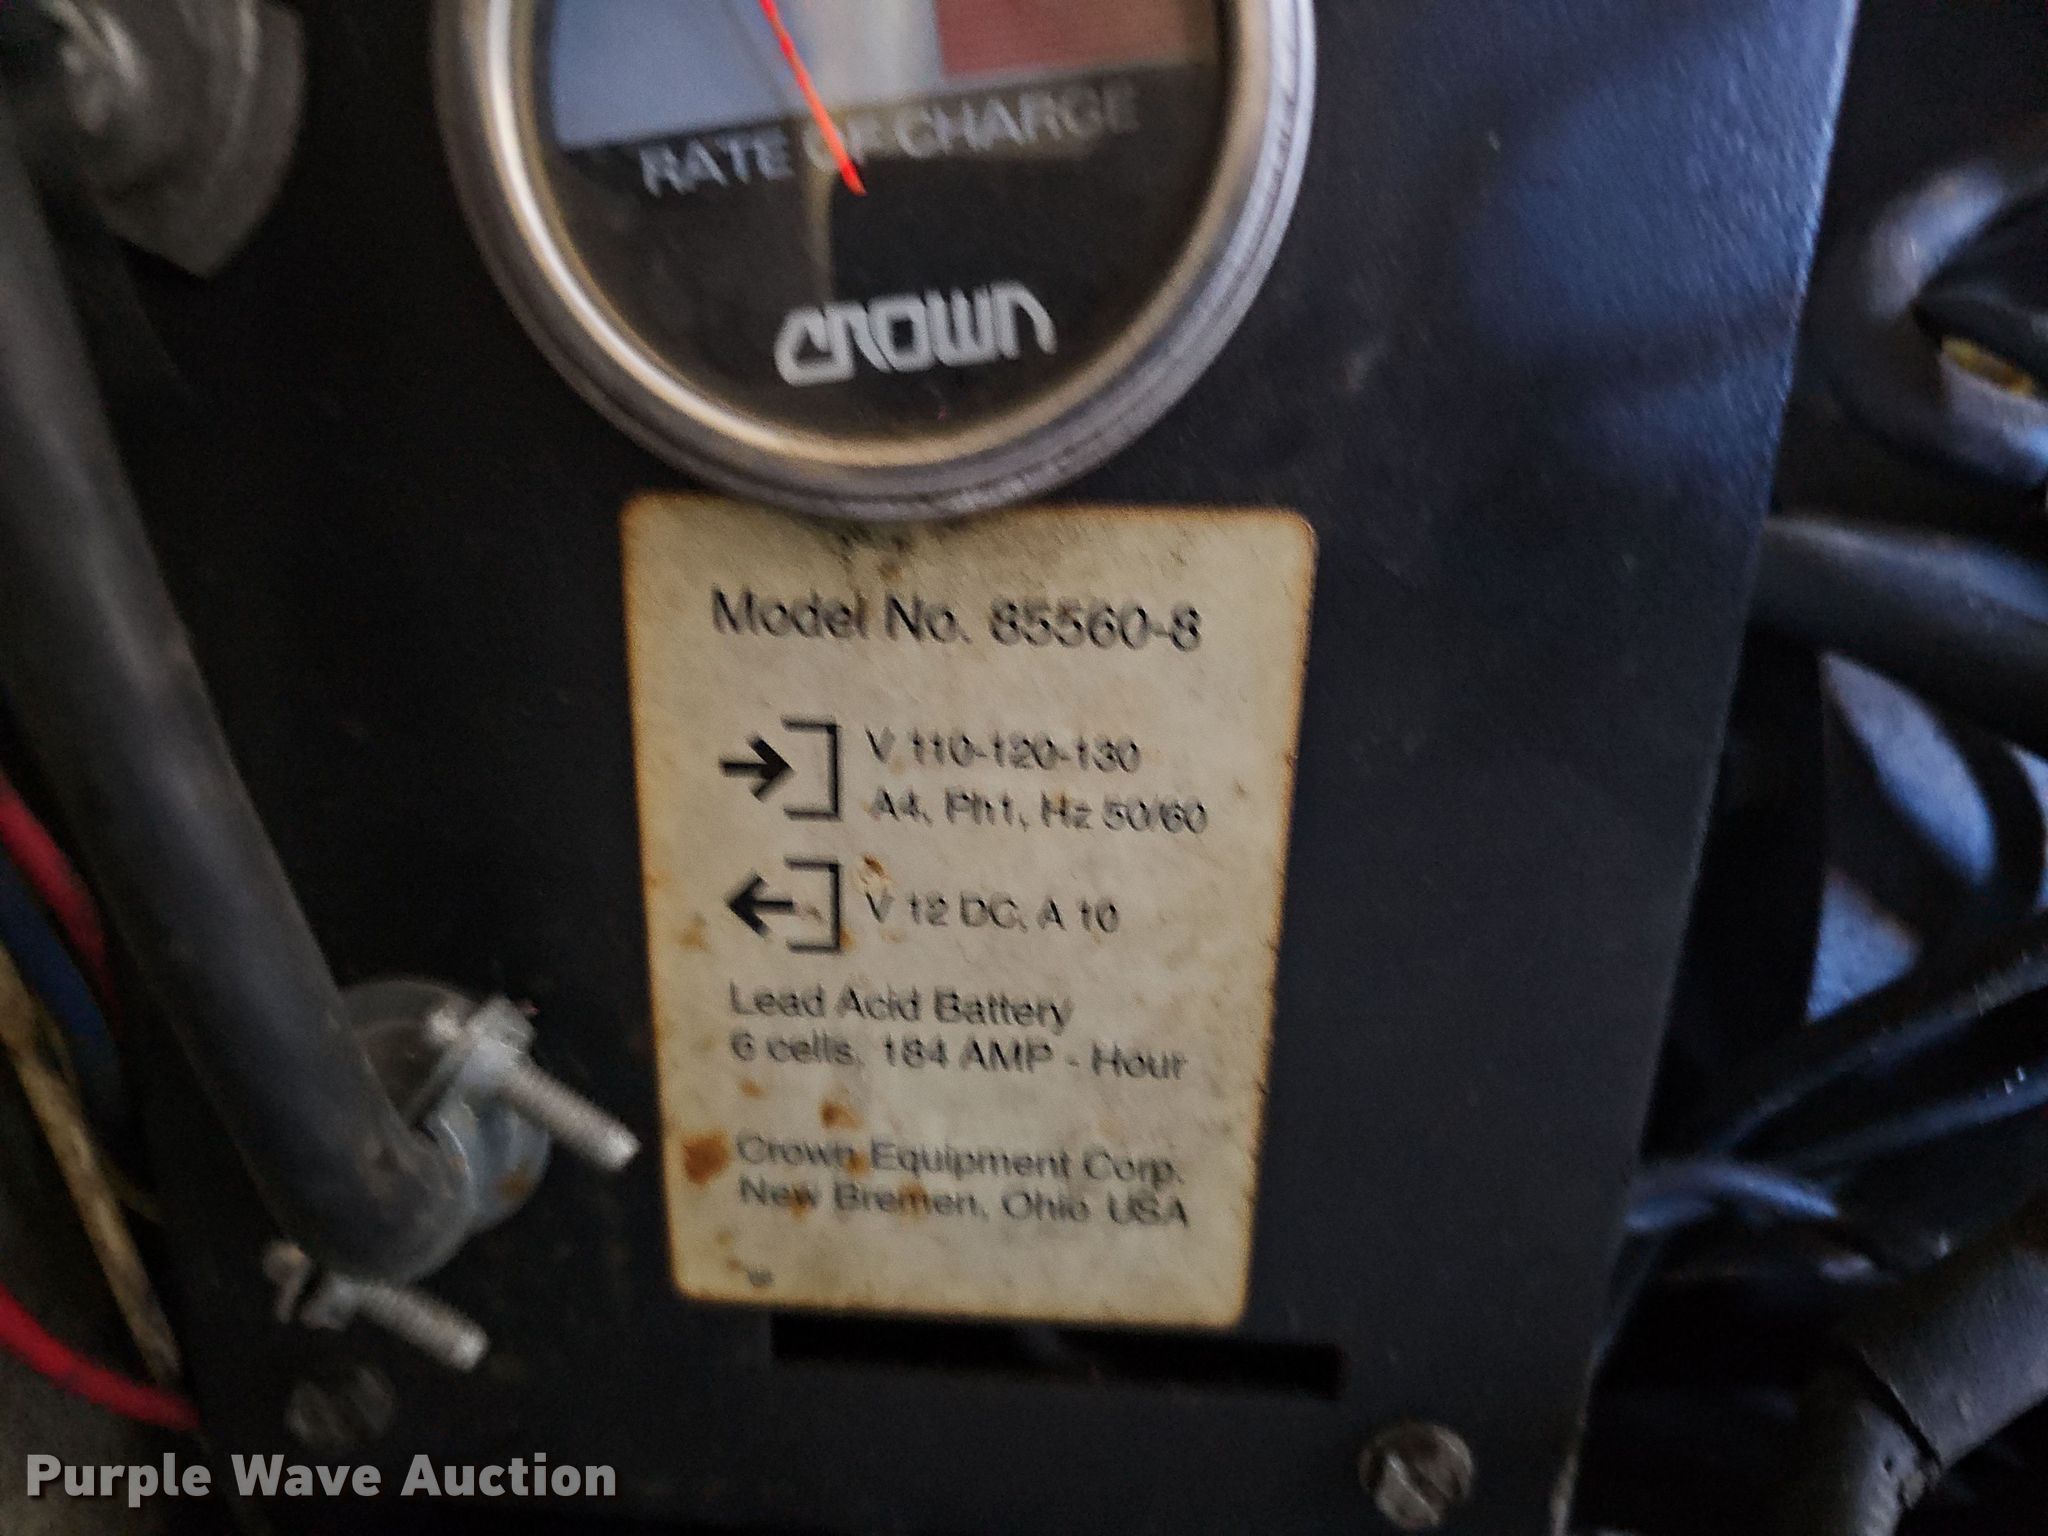 RATE OF CHARGE
CROWN
Model No. 85560-8
V 110-120-130
A4, Ph1, Hz 50/60
V 12 DC, A 10
Lead Acid Battery
6 cells, 184 AMP - Hour
Crown Equipment Corp.
New Bremen, Ohio USA
Purple Wave Auction